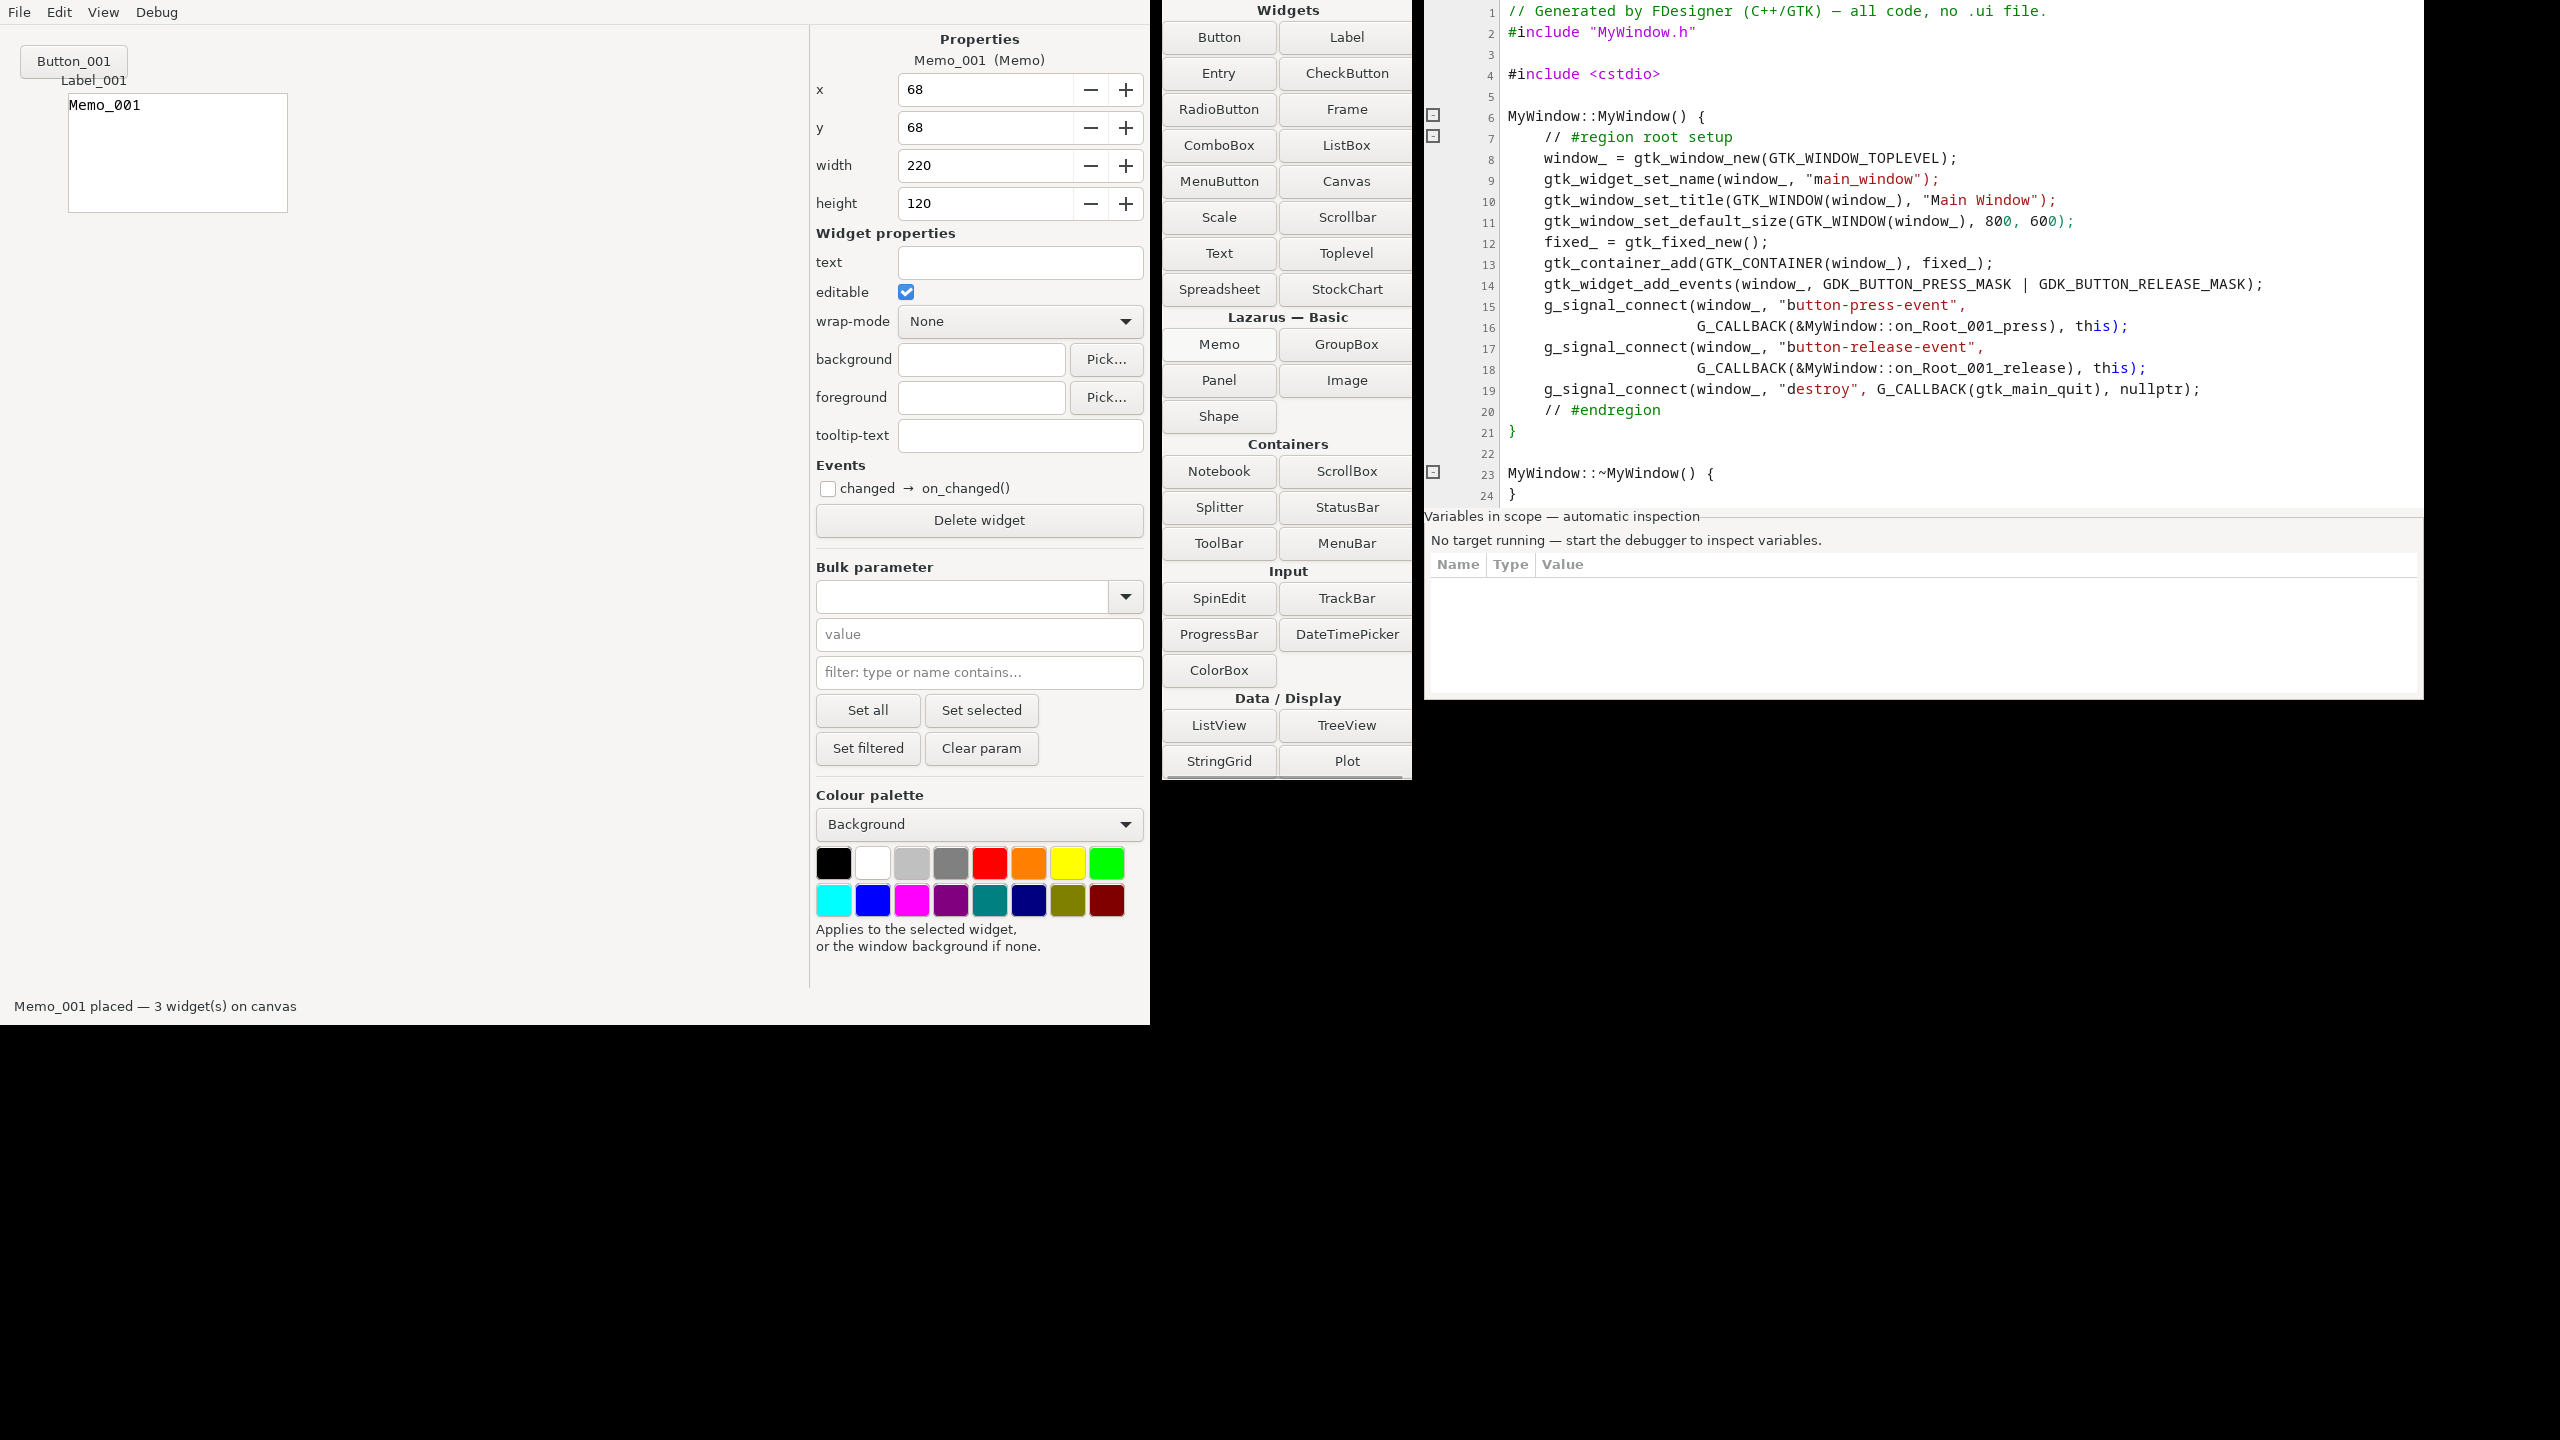 File Edit View Debug
Button_001
Label_001
Memo_001
Memo_001 placed — 3 widget(s) on canvas
Properties
Memo_001 (Memo)
x 68
y 68
width 220
height 120
Widget properties
text
editable
wrap-mode None
background Pick...
foreground Pick...
tooltip-text
Events
changed → on_changed()
Delete widget
Bulk parameter
value
filter: type or name contains...
Set all Set selected
Set filtered Clear param
Colour palette
Background
Applies to the selected widget,
or the window background if none.
Widgets
Button Label
Entry CheckButton
RadioButton Frame
ComboBox ListBox
MenuButton Canvas
Scale Scrollbar
Text Toplevel
Spreadsheet StockChart
Lazarus — Basic
Memo GroupBox
Panel Image
Shape
Containers
Notebook ScrollBox
Splitter StatusBar
ToolBar MenuBar
Input
SpinEdit TrackBar
ProgressBar DateTimePicker
ColorBox
Data / Display
ListView TreeView
StringGrid Plot
1 // Generated by FDesigner (C++/GTK) — all code, no .ui file.
2 #include "MyWindow.h"
3
4 #include <cstdio>
5
6 MyWindow::MyWindow() {
7 // #region root setup
8 window_ = gtk_window_new(GTK_WINDOW_TOPLEVEL);
9 gtk_widget_set_name(window_, "main_window");
10 gtk_window_set_title(GTK_WINDOW(window_), "Main Window");
11 gtk_window_set_default_size(GTK_WINDOW(window_), 800, 600);
12 fixed_ = gtk_fixed_new();
13 gtk_container_add(GTK_CONTAINER(window_), fixed_);
14 gtk_widget_add_events(window_, GDK_BUTTON_PRESS_MASK | GDK_BUTTON_RELEASE_MASK);
15 g_signal_connect(window_, "button-press-event",
16 G_CALLBACK(&MyWindow::on_Root_001_press), this);
17 g_signal_connect(window_, "button-release-event",
18 G_CALLBACK(&MyWindow::on_Root_001_release), this);
19 g_signal_connect(window_, "destroy", G_CALLBACK(gtk_main_quit), nullptr);
20 // #endregion
21 }
22
23 MyWindow::~MyWindow() {
24 }
Variables in scope — automatic inspection
No target running — start the debugger to inspect variables.
Name Type Value